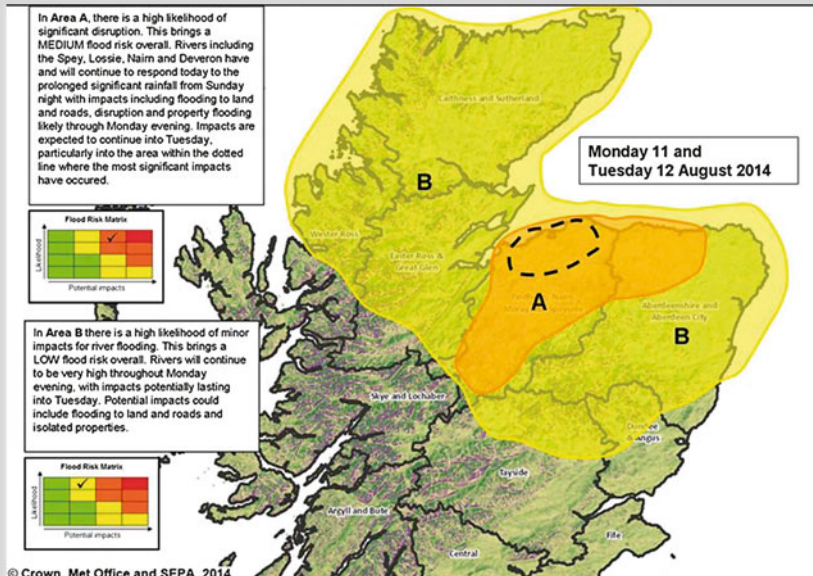 In Area A, there is a high likelihood of
significant disruption. This brings a
MEDIUM flood risk overall. Rivers including
the Spey, Lossie, Nairn and Deveron have
and will continue to respond today to the
prolonged significant rainfall from Sunday
night with impacts including flooding to land
and roads, disruption and property flooding
likely through Monday evening. Impacts are
expected to continue into Tuesday,
particularly into the area within the dotted
line where the most significant impacts
have occured.
Flood Risk Matrix
Likelihood
Potential impacts
In Area B there is a high likelihood of minor
impacts for river flooding. This brings a
LOW flood risk overall. Rivers will continue
to be very high throughout Monday
evening, with impacts potentially lasting
into Tuesday. Potential impacts could
include flooding to land and roads and
isolated properties.
Flood Risk Matrix
Likelihood
Potential impacts
© Crown, Met Office and SEPA, 2014
Monday 11 and
Tuesday 12 August 2014
Caithness and Sutherland
B
Wester Ross
Easter Ross &
Great Glen
A
Aberdeenshire and
Aberdeen City
B
Skye and Lochaber
Dundee
& Angus
Tayside
Argyll and Bute
Fife
Central